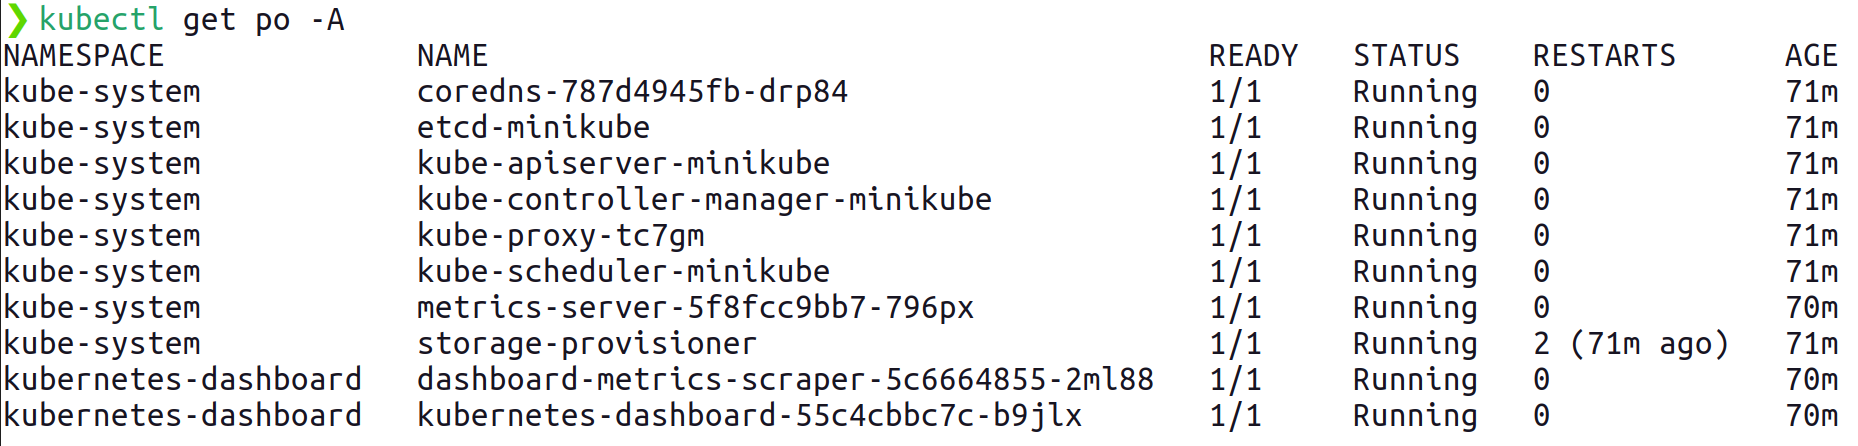 ❯ kubectl get po -A
NAMESPACE              NAME                                        READY   STATUS    RESTARTS      AGE
kube-system            coredns-787d4945fb-drp84                    1/1     Running   0             71m
kube-system            etcd-minikube                               1/1     Running   0             71m
kube-system            kube-apiserver-minikube                     1/1     Running   0             71m
kube-system            kube-controller-manager-minikube            1/1     Running   0             71m
kube-system            kube-proxy-tc7gm                            1/1     Running   0             71m
kube-system            kube-scheduler-minikube                     1/1     Running   0             71m
kube-system            metrics-server-5f8fcc9bb7-796px             1/1     Running   0             70m
kube-system            storage-provisioner                         1/1     Running   2 (71m ago)   71m
kubernetes-dashboard   dashboard-metrics-scraper-5c6664855-2ml88   1/1     Running   0             70m
kubernetes-dashboard   kubernetes-dashboard-55c4cbbc7c-b9jlx       1/1     Running   0             70m